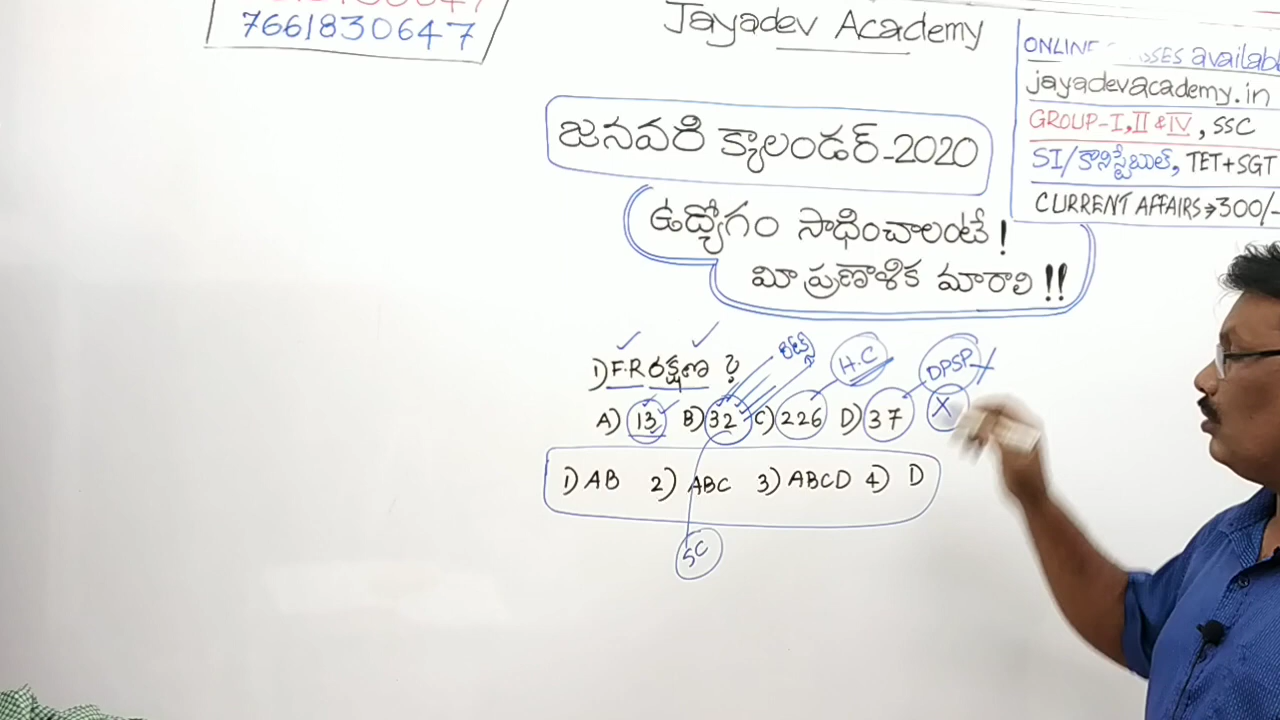 7661830647
Jayadev Academy
ONLINE available
jayadevacademy.in
GROUP-I, II & IV, SSC
SI/కానిస్టేబుల్, TET+SGT
CURRENT AFFAIRS→300/-
జనవరి క్యాలండర్-2020
ఉద్యోగం సాధించాలంటే!
మీ ప్రణాళిక మారాలి!!
1) F.R రక్షణ ?
రిట్స్
H.C
DPSP X
A) 13 B) 32 C) 226 D) 37 X
1) AB 2) ABC 3) ABCD 4) D
SC